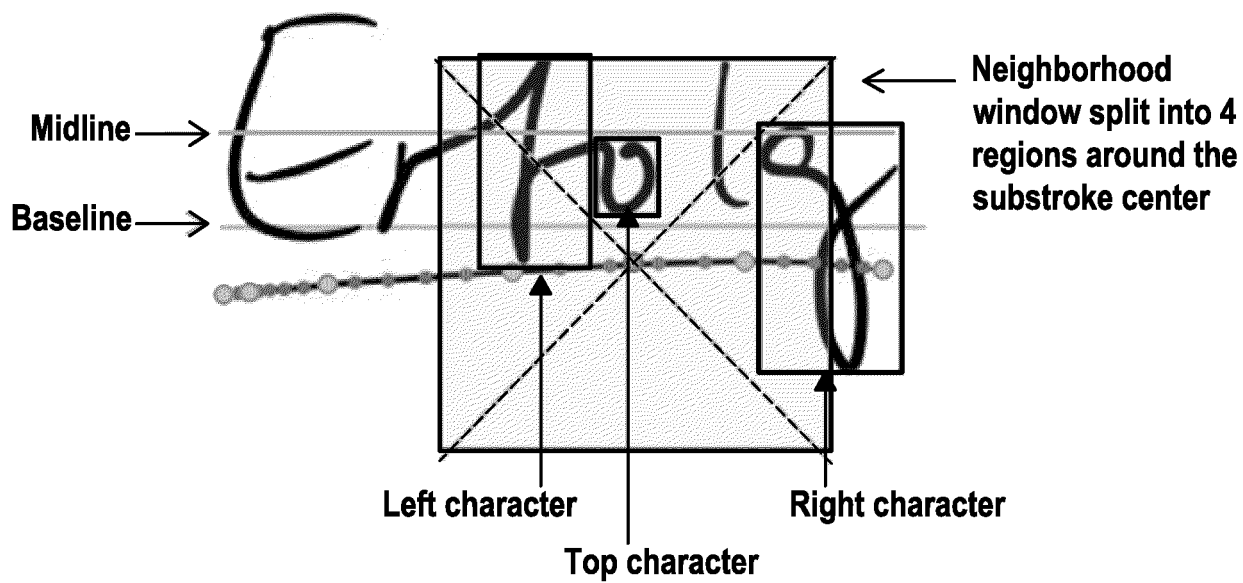 Neighborhood
window split into 4
regions around the
substroke center
Midline
Baseline
Left character
Right character
Top character